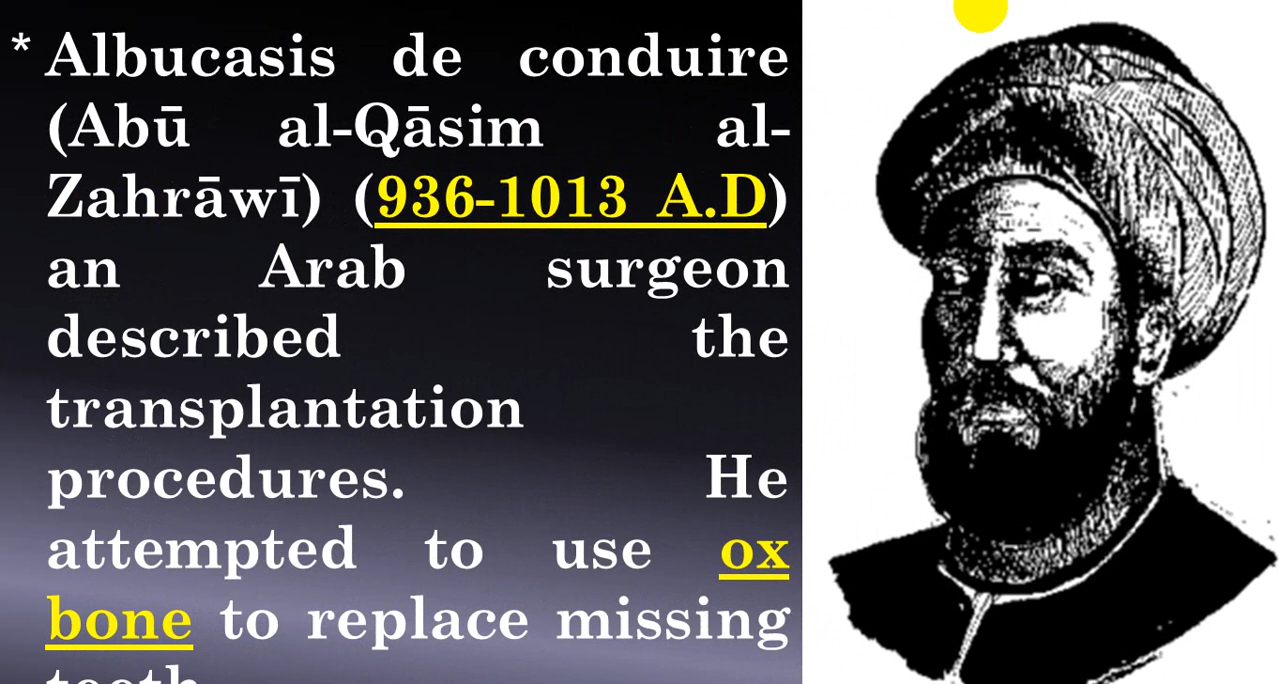 * Albucasis de conduire
(Abū al-Qāsim al-
Zahrāwī) (936-1013 A.D)
an Arab surgeon
described the
transplantation
procedures. He
attempted to use ox
bone to replace missing
teeth